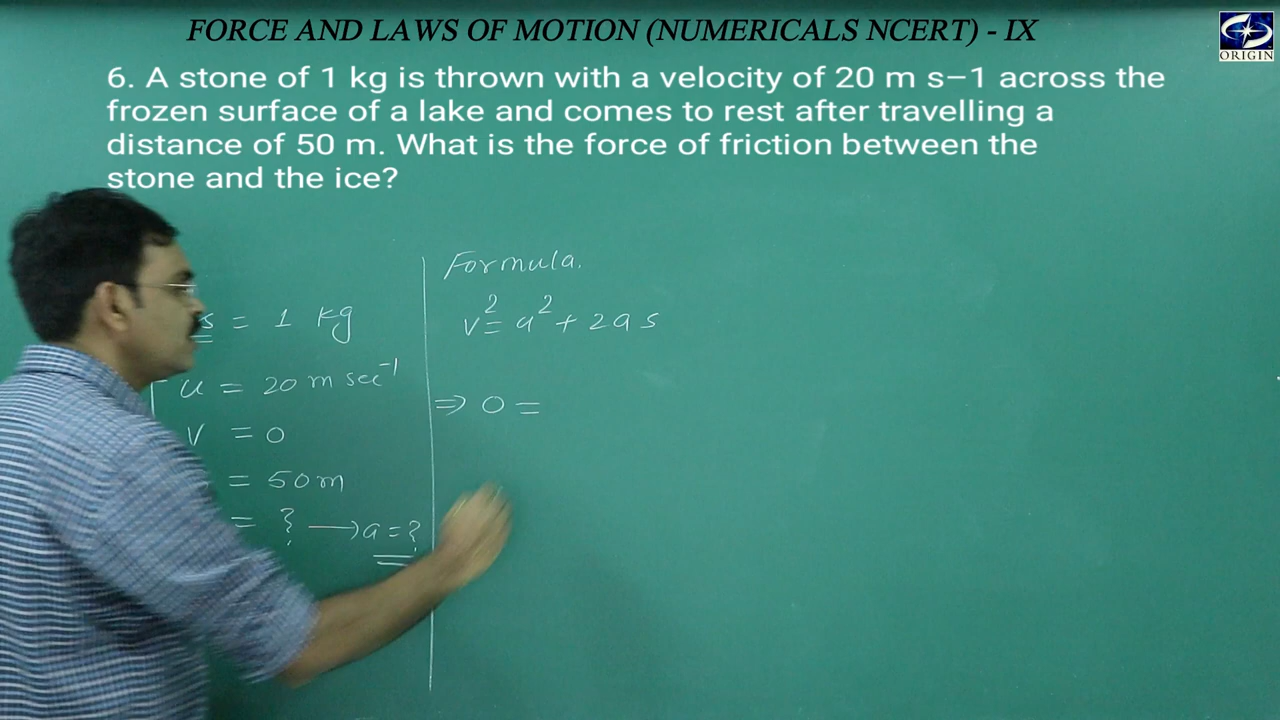 FORCE AND LAWS OF MOTION (NUMERICALS NCERT) - IX
ORIGIN
6. A stone of 1 kg is thrown with a velocity of 20 m s–1 across the
frozen surface of a lake and comes to rest after travelling a
distance of 50 m. What is the force of friction between the
stone and the ice?
Formula.
s = 1 kg
v² = u² + 2as
u = 20 m sec⁻¹
⇒ 0 =
v = 0
= 50m
= ? → a = ?